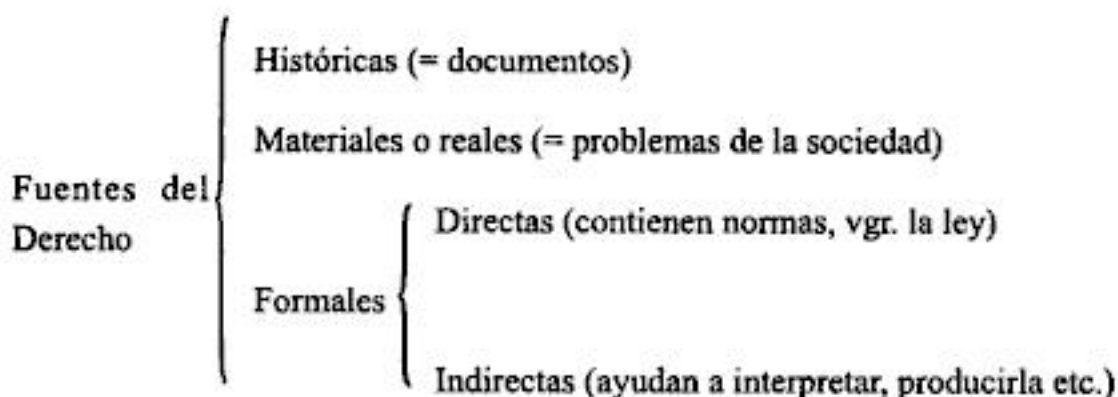 Históricas (= documentos)
Materiales o reales (= problemas de la sociedad)
Fuentes del
Derecho
Directas (contienen normas, vgr. la ley)
Formales
Indirectas (ayudan a interpretar, producirla etc.)